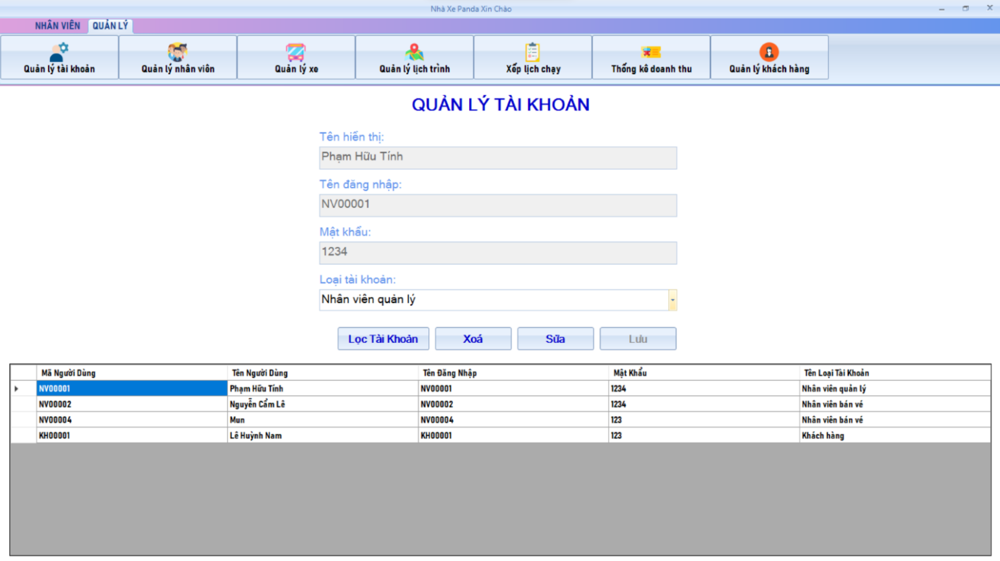 Nhà Xe Panda Xin Chào
NHÂN VIÊN QUẢN LÝ
Quản lý tài khoản Quản lý nhân viên Quản lý xe Quản lý lịch trình Xếp lịch chạy Thống kê doanh thu Quản lý khách hàng
QUẢN LÝ TÀI KHOẢN
Tên hiển thị:
Phạm Hữu Tính
Tên đăng nhập:
NV00001
Mật khẩu:
1234
Loại tài khoản:
Nhân viên quản lý
Lọc Tài Khoản Xoá Sửa Lưu
Mã Người Dùng Tên Người Dùng Tên Đăng Nhập Mật Khẩu Tên Loại Tài Khoản
NV00001 Phạm Hữu Tính NV00001 1234 Nhân viên quản lý
NV00002 Nguyễn Cẩm Lê NV00002 1234 Nhân viên bán vé
NV00004 Mun NV00004 123 Nhân viên bán vé
KH00001 Lê Huỳnh Nam KH00001 123 Khách hàng